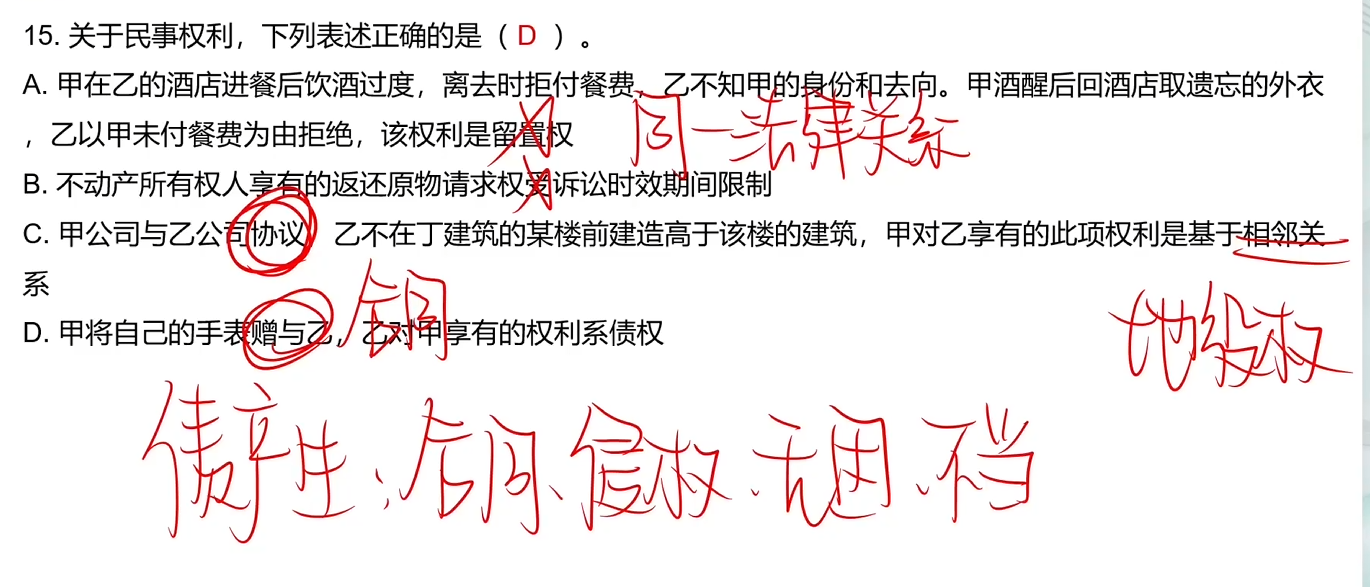 15. 关于民事权利，下列表述正确的是（ D ）。
A. 甲在乙的酒店进餐后饮酒过度，离去时拒付餐费，乙不知甲的身份和去向。甲酒醒后回酒店取遗忘的外衣
，乙以甲未付餐费为由拒绝，该权利是留置权
同一法律关系
B. 不动产所有权人享有的返还原物请求权受诉讼时效期间限制
C. 甲公司与乙公司协议，乙不在丁建筑的某楼前建造高于该楼的建筑，甲对乙享有的此项权利是基于相邻关
系
合同
地役权
D. 甲将自己的手表赠与乙，乙对甲享有的权利系债权
债产生：合同、侵权、无因、不当